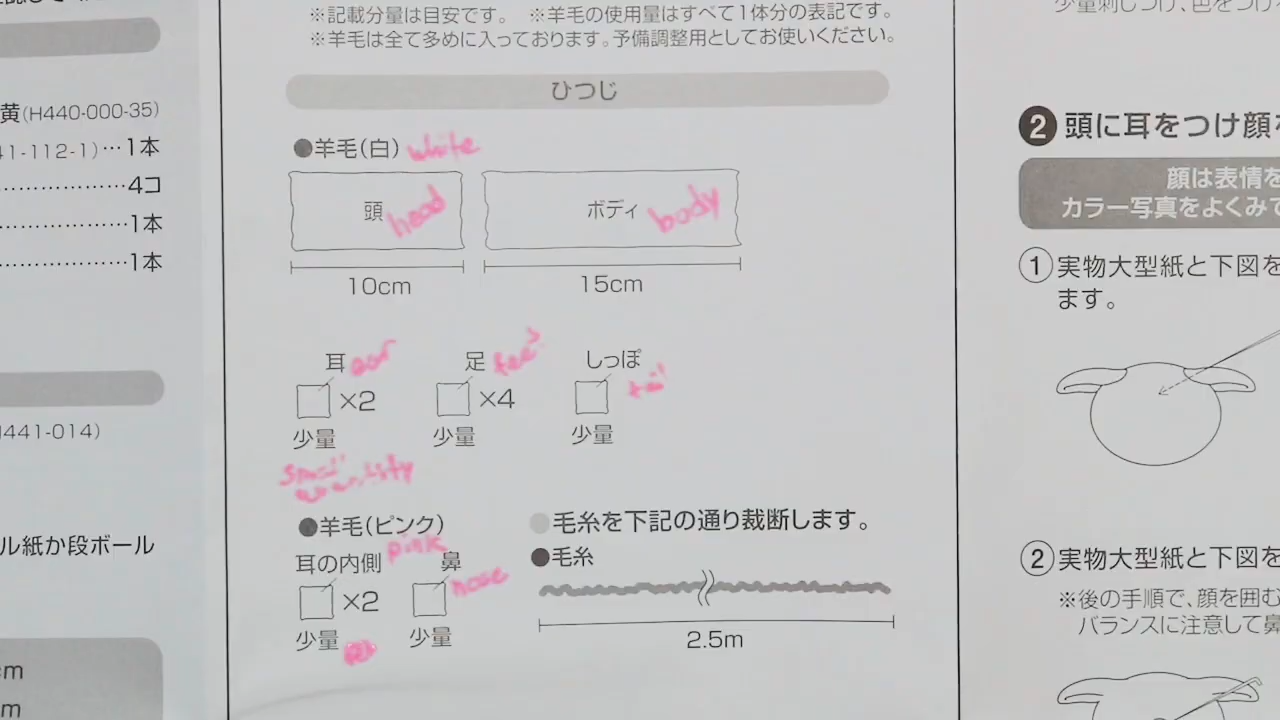 ※記載分量は目安です。 ※羊毛の使用量はすべて1体分の表記です。
※羊毛は全て多めに入っております。予備調整用としてお使いください。
ひつじ
●羊毛(白) white
頭 head
ボディ body
10cm
15cm
耳 ear
足 feet
しっぽ tail
×2
×4
少量
少量
少量
small quantity
●羊毛(ピンク) pink
耳の内側
鼻 nose
×2
少量
少量
毛糸を下記の通り裁断します。
●毛糸
2.5m
黄(H440-000-35)
41-112-1)…1本
4コ
1本
1本
H441-014)
ル紙か段ボール
cm
m
少量刺しつけ、色をつけ
2 頭に耳をつけ顔
顔は表情を
カラー写真をよくみて
① 実物大型紙と下図を
ます。
② 実物大型紙と下図を
※後の手順で、顔を囲む
バランスに注意して鼻